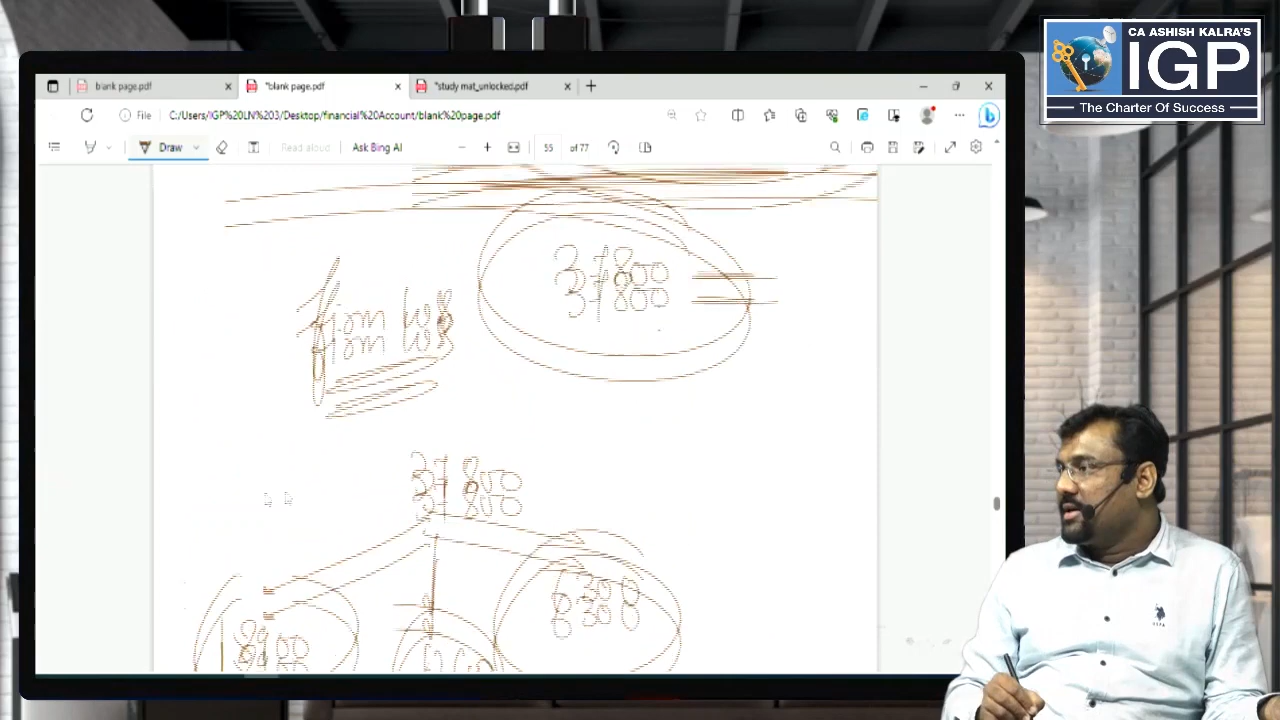 CA ASHISH KALRA'S
IGP
The Charter Of Success
blank page.pdf
*blank page.pdf
*study mat_unlocked.pdf
File
C:/Users/IGP%20LN%203/Desktop/financial%20Account/blank%20page.pdf
Draw
Read aloud
Ask Bing AI
55 of 77
37800
from
37800
6300
18900
USPA